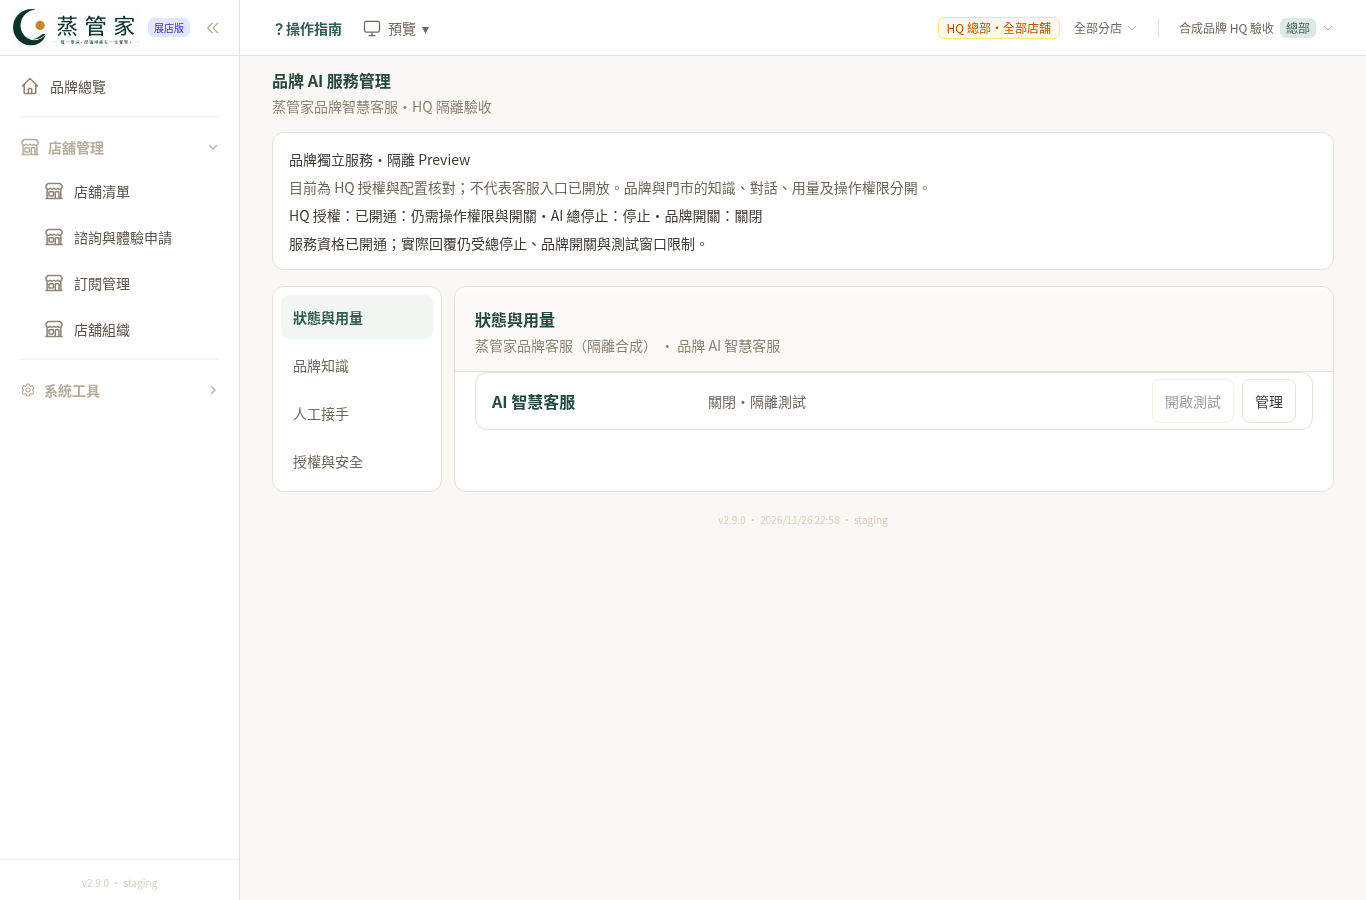 蒸管家
展店版
?操作指南
預覽 ▾
HQ 總部・全部店舖
全部分店
合成品牌 HQ 驗收
總部
品牌總覽
店舖管理
店舖清單
諮詢與體驗申請
訂閱管理
店舖組織
系統工具
v2.9.0 ・ staging
品牌 AI 服務管理
蒸管家品牌智慧客服・HQ 隔離驗收
品牌獨立服務・隔離 Preview
目前為 HQ 授權與配置核對；不代表客服入口已開放。品牌與門市的知識、對話、用量及操作權限分開。
HQ 授權：已開通：仍需操作權限與開關・AI 總停止：停止・品牌開關：關閉
服務資格已開通；實際回覆仍受總停止、品牌開關與測試窗口限制。
狀態與用量
品牌知識
人工接手
授權與安全
狀態與用量
蒸管家品牌客服（隔離合成） ・ 品牌 AI 智慧客服
AI 智慧客服
關閉・隔離測試
開啟測試
管理
v2.9.0 ・ 2026/11/26 22:58 ・ staging